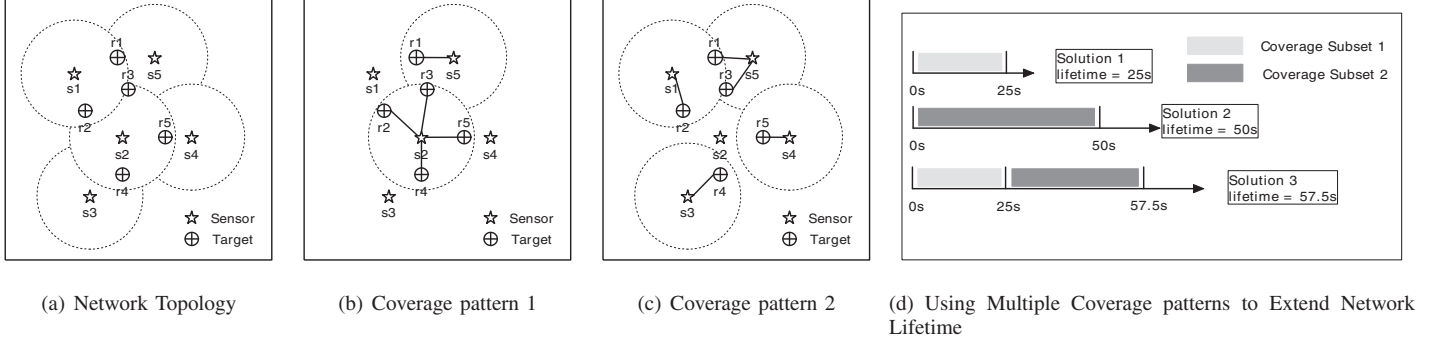 r1
s5
r3
s1
r2
r5
s2
s4
r4
s3
Sensor
Target
r1
s5
r3
s1
r2
r5
s2
s4
r4
s3
Sensor
Target
r1
s5
r3
s1
r2
r5
s2
s4
r4
s3
Sensor
Target
Coverage Subset 1
Coverage Subset 2
Solution 1
lifetime = 25s
0s 25s
Solution 2
lifetime = 50s
0s 50s
Solution 3
lifetime = 57.5s
0s 25s 57.5s
(a) Network Topology
(b) Coverage pattern 1
(c) Coverage pattern 2
(d) Using Multiple Coverage patterns to Extend Network
Lifetime